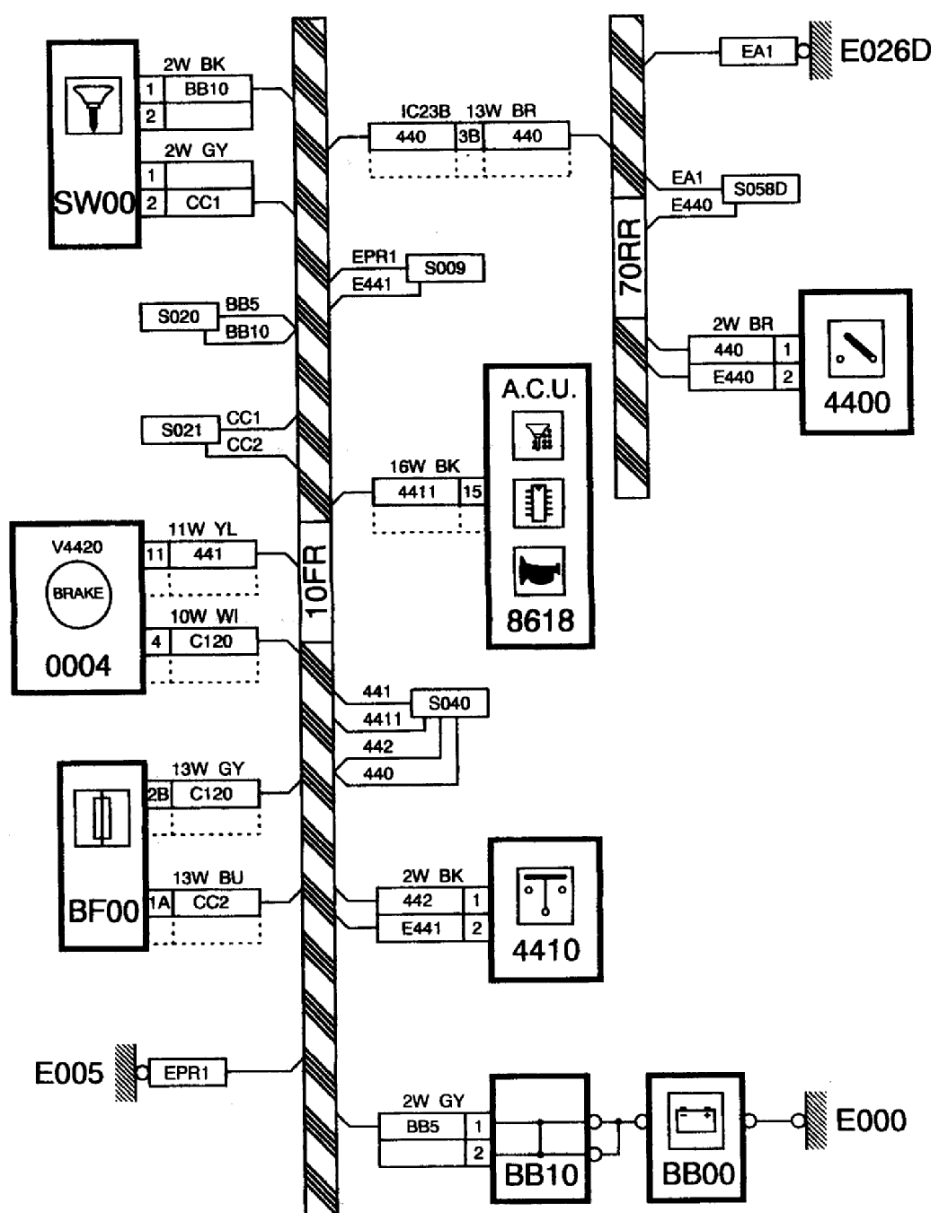 2W BK
1 BB10
2
2W GY
1
2 CC1
SW00
IC23B 13W BR
440 3B 440
EA1 E026D
EA1 S058D
E440
70RR
EPR1 S009
E441
S020 BB5
BB10
2W BR
440 1
E440 2
4400
A.C.U.
S021 CC1
CC2
16W BK
4411 15
8618
V4420
BRAKE
0004
11W YL
11 441
10W WI
4 C120
10FR
441 S040
4411
442
440
13W GY
2B C120
13W BU
1A CC2
BF00
2W BK
442 1
E441 2
4410
E005 EPR1
2W GY
BB5 1
2
BB10
BB00
E000